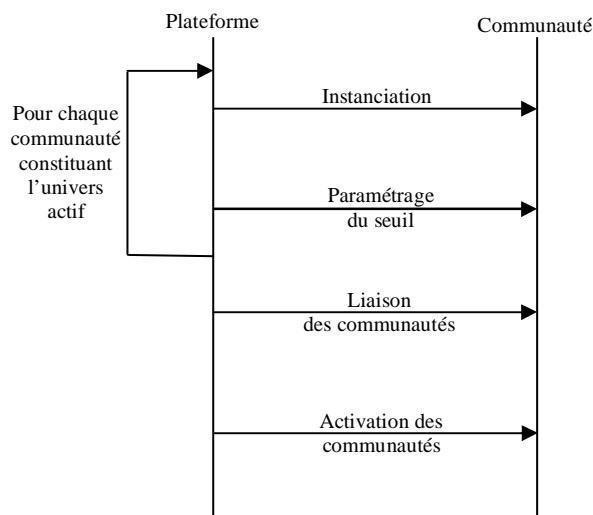 Plateforme
Communauté
Instanciation
Pour chaque
communauté
constituant
l'univers
actif
Paramétrage
du seuil
Liaison
des communautés
Activation des
communautés